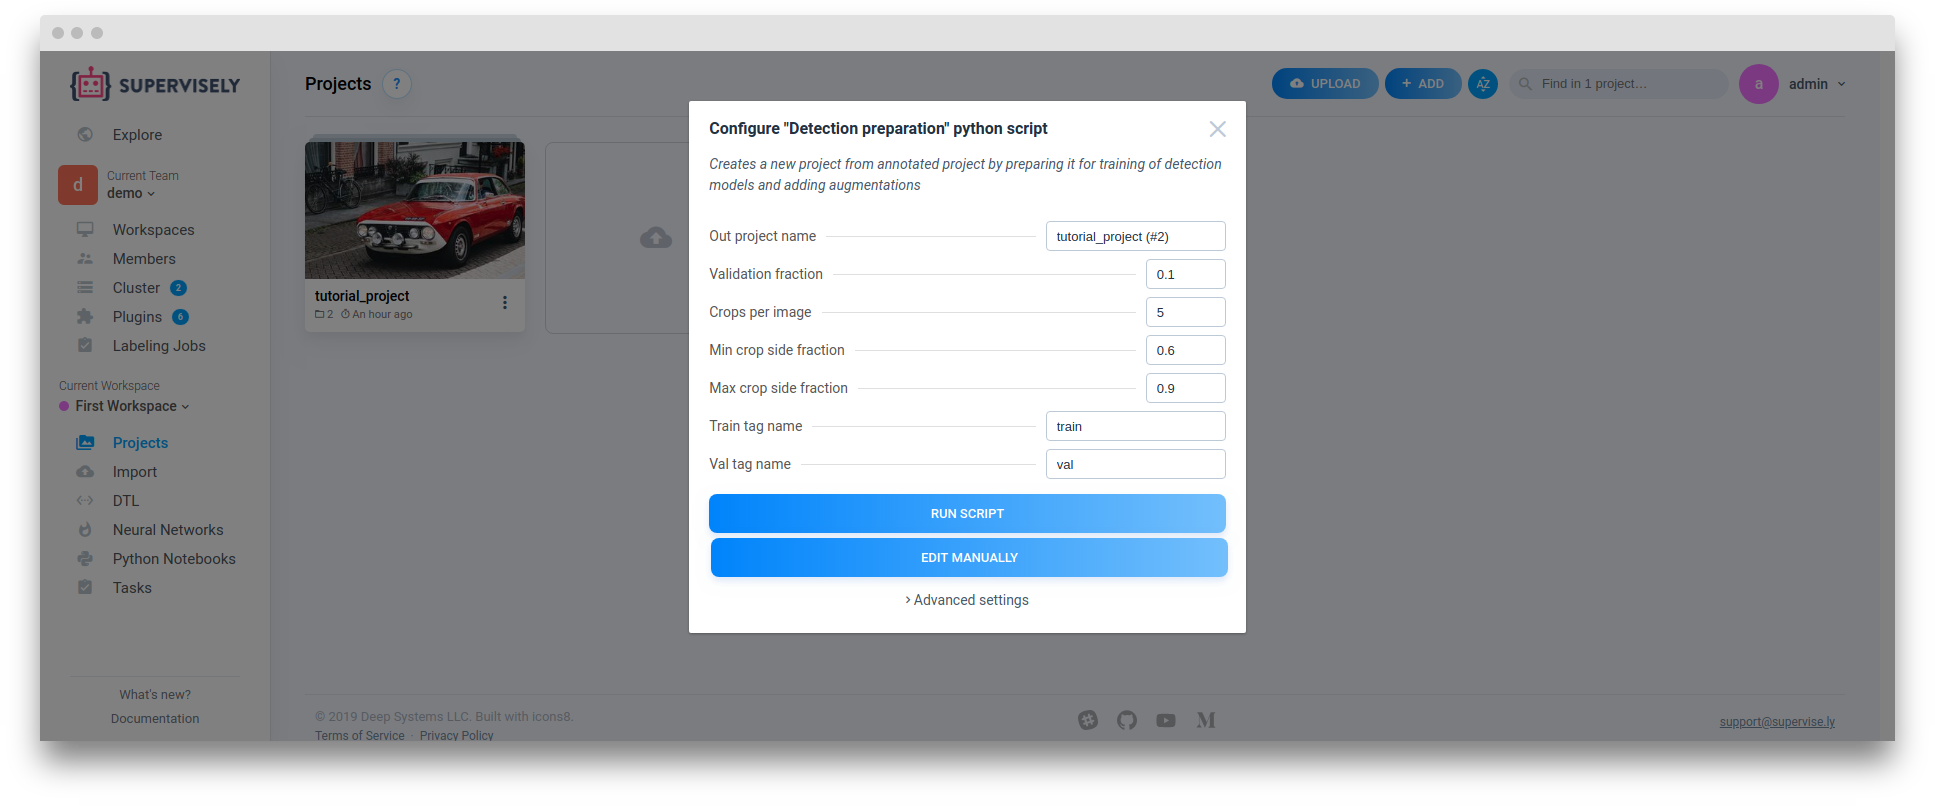 SUPERVISELY
Explore
d
Current Team
demo
Workspaces
Members
Cluster 2
Plugins 6
Labeling Jobs
Current Workspace
First Workspace
Projects
Import
DTL
Neural Networks
Python Notebooks
Tasks
What's new?
Documentation
Projects ?
UPLOAD
+ ADD
AZ
Find in 1 project...
a
admin
tutorial_project
2 An hour ago
Configure "Detection preparation" python script
Creates a new project from annotated project by preparing it for training of detection
models and adding augmentations
Out project name tutorial_project (#2)
Validation fraction 0.1
Crops per image 5
Min crop side fraction 0.6
Max crop side fraction 0.9
Train tag name train
Val tag name val
RUN SCRIPT
EDIT MANUALLY
> Advanced settings
© 2019 Deep Systems LLC. Built with Icons8.
Terms of Service · Privacy Policy
support@supervise.ly